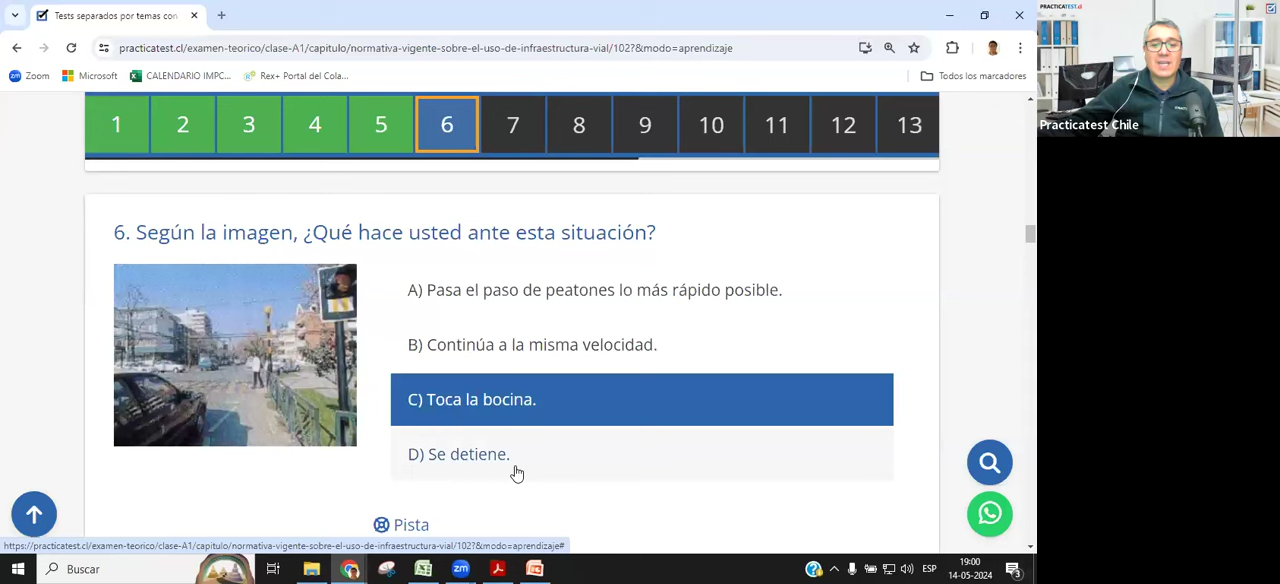 Tests separados por temas con
practicatest.cl/examen-teorico/clase-A1/capitulo/normativa-vigente-sobre-el-uso-de-infraestructura-vial/102?&modo=aprendizaje
Zoom
Microsoft
CALENDARIO IMPC...
Rex+ Portal del Cola...
Todos los marcadores
PRACTICATEST.cl
Practicatest Chile
1 2 3 4 5 6 7 8 9 10 11 12 13
6. Según la imagen, ¿Qué hace usted ante esta situación?
A) Pasa el paso de peatones lo más rápido posible.
B) Continúa a la misma velocidad.
C) Toca la bocina.
D) Se detiene.
Pista
https://practicatest.cl/examen-teorico/clase-A1/capitulo/normativa-vigente-sobre-el-uso-de-infraestructura-vial/102?&modo=aprendizaje#
Buscar
zm
ESP
19:00
14-05-2024
3